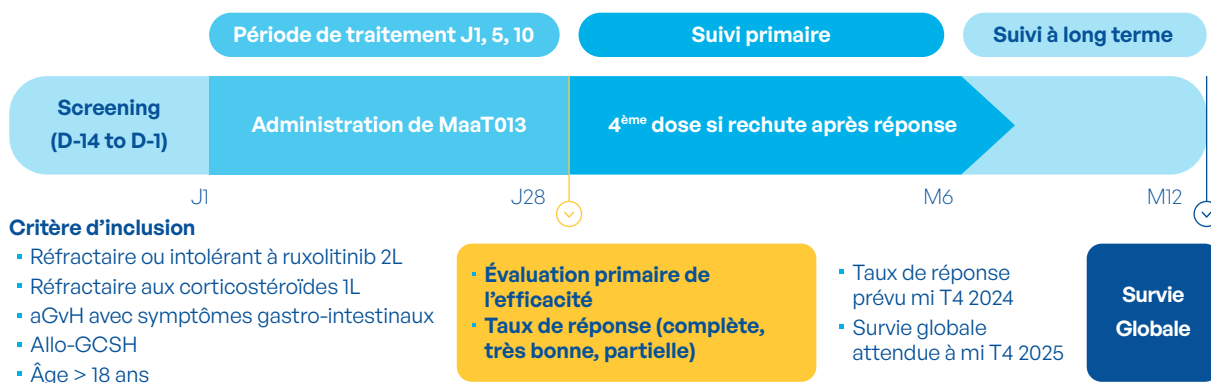 Période de traitement J1, 5, 10
Suivi primaire
Suivi à long terme
Screening
(D-14 to D-1)
Administration de MaaT013
4ème dose si rechute après réponse
J1
J28
M6
M12
Critère d'inclusion
▪ Réfractaire ou intolérant à ruxolitinib 2L
▪ Réfractaire aux corticostéroïdes 1L
▪ aGvH avec symptômes gastro-intestinaux
▪ Allo-GCSH
▪ Âge > 18 ans
▪ Évaluation primaire de
l'efficacité
▪ Taux de réponse (complète,
très bonne, partielle)
▪ Taux de réponse
prévu mi T4 2024
▪ Survie globale
attendue à mi T4 2025
Survie
Globale